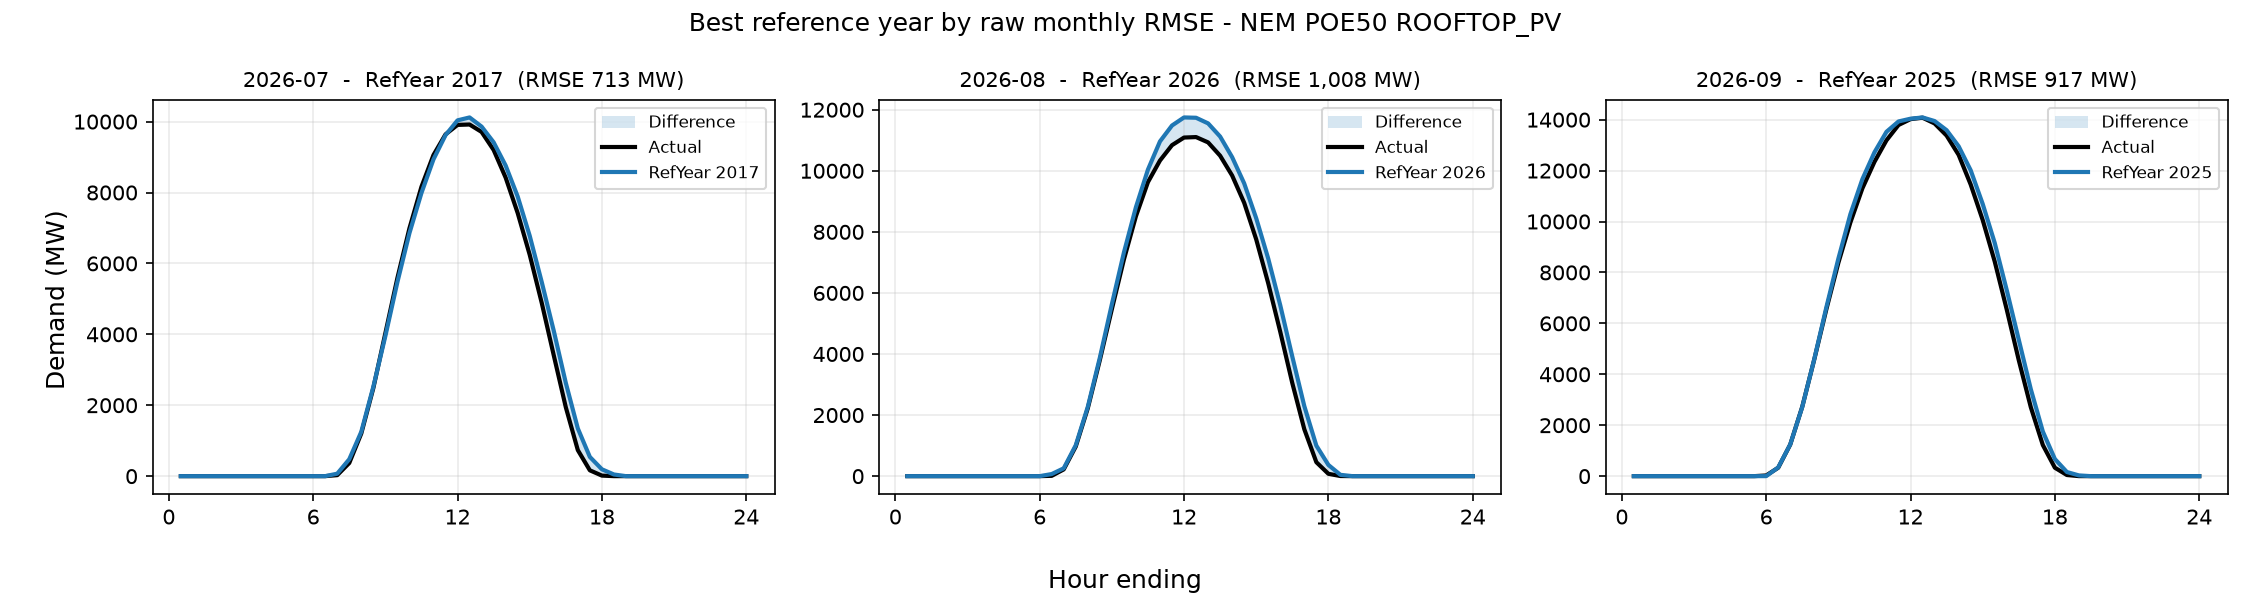 Best reference year by raw monthly RMSE - NEM POE50 ROOFTOP_PV
2026-07 - RefYear 2017 (RMSE 713 MW)
Difference
Actual
RefYear 2017
10000
8000
6000
4000
2000
0
0 6 12 18 24
2026-08 - RefYear 2026 (RMSE 1,008 MW)
Difference
Actual
RefYear 2026
12000
10000
8000
6000
4000
2000
0
0 6 12 18 24
2026-09 - RefYear 2025 (RMSE 917 MW)
Difference
Actual
RefYear 2025
14000
12000
10000
8000
6000
4000
2000
0
0 6 12 18 24
Demand (MW)
Hour ending